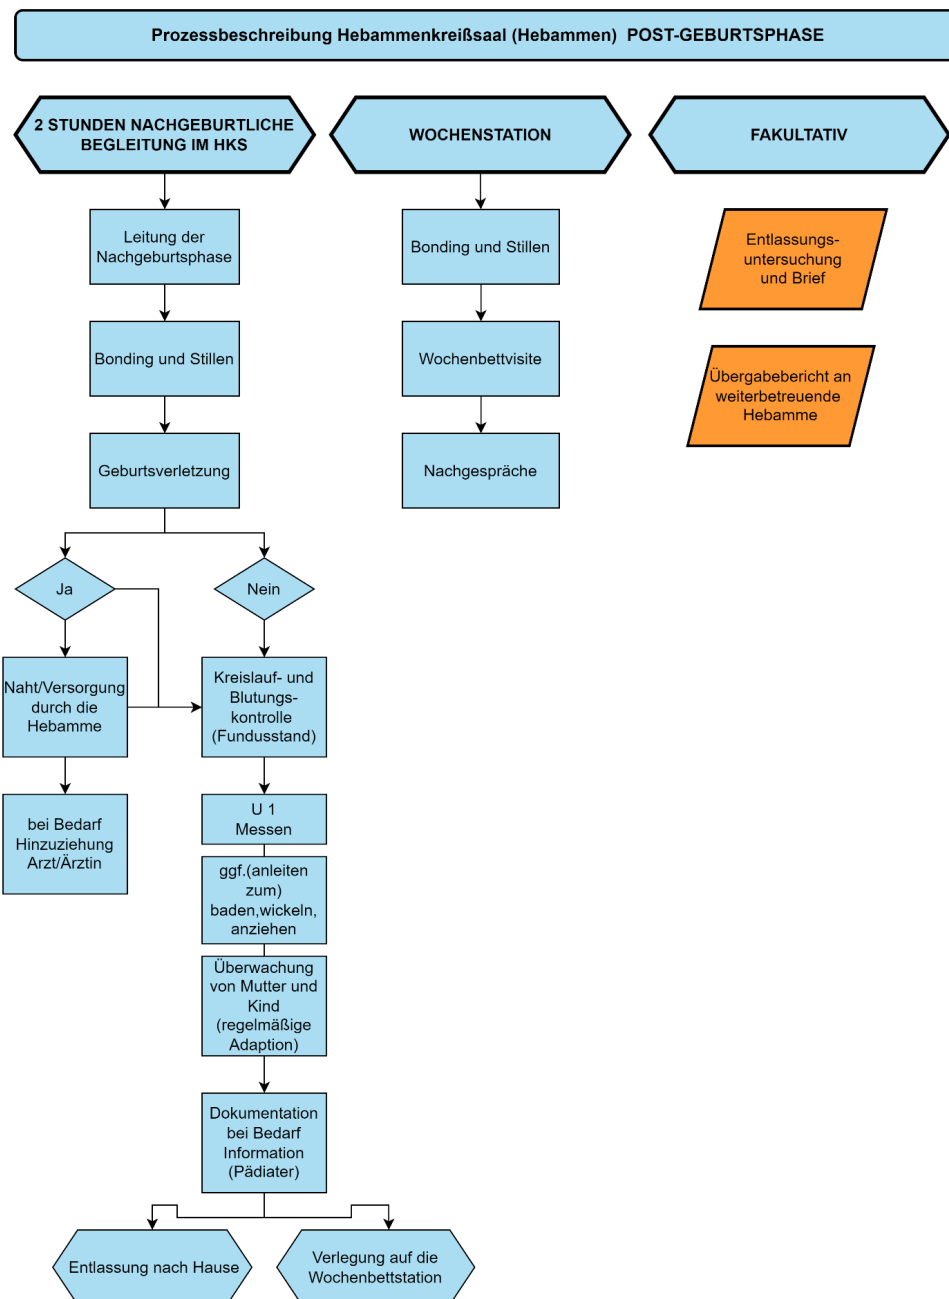 Prozessbeschreibung Hebammenkreißsaal (Hebammen)  POST-GEBURTSPHASE
2 STUNDEN NACHGEBURTLICHE
BEGLEITUNG IM HKS
WOCHENSTATION
FAKULTATIV
Leitung der
Nachgeburtsphase
Bonding und Stillen
Geburtsverletzung
Ja
Nein
Naht/Versorgung
durch die
Hebamme
bei Bedarf
Hinzuziehung
Arzt/Ärztin
Kreislauf- und
Blutungs-
kontrolle
(Fundusstand)
U 1
Messen
ggf.(anleiten
zum)
baden,wickeln,
anziehen
Überwachung
von Mutter und
Kind
(regelmäßige
Adaption)
Dokumentation
bei Bedarf
Information
(Pädiater)
Entlassung nach Hause
Verlegung auf die
Wochenbettstation
Bonding und Stillen
Wochenbettvisite
Nachgespräche
Entlassungs-
untersuchung
und Brief
Übergabebericht an
weiterbetreuende
Hebamme